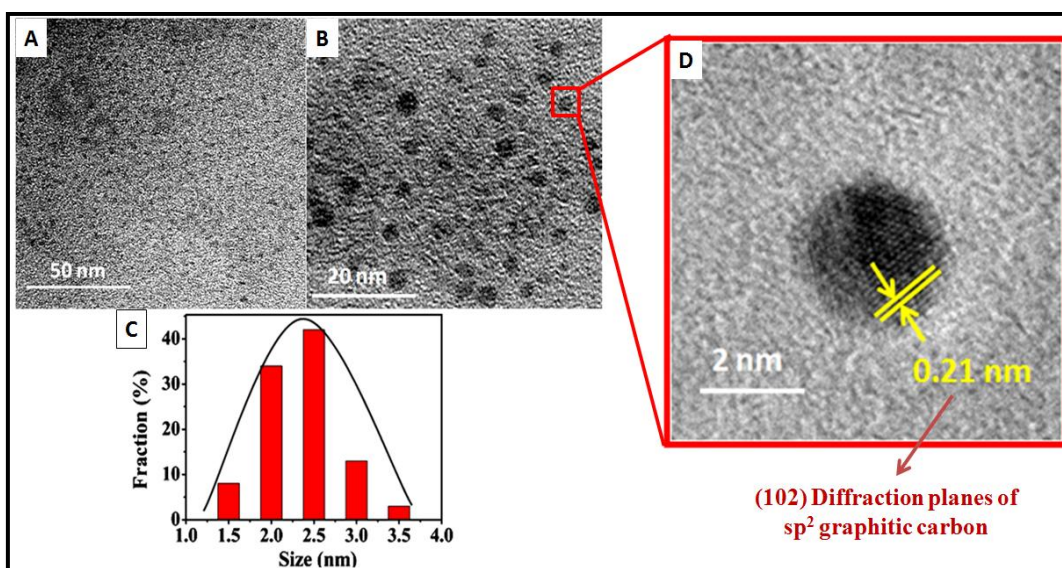 A
50 nm
B
20 nm
C
Fraction (%)
40
30
20
10
0
1.0 1.5 2.0 2.5 3.0 3.5 4.0
Size (nm)
D
2 nm
0.21 nm
(102) Diffraction planes of
sp² graphitic carbon